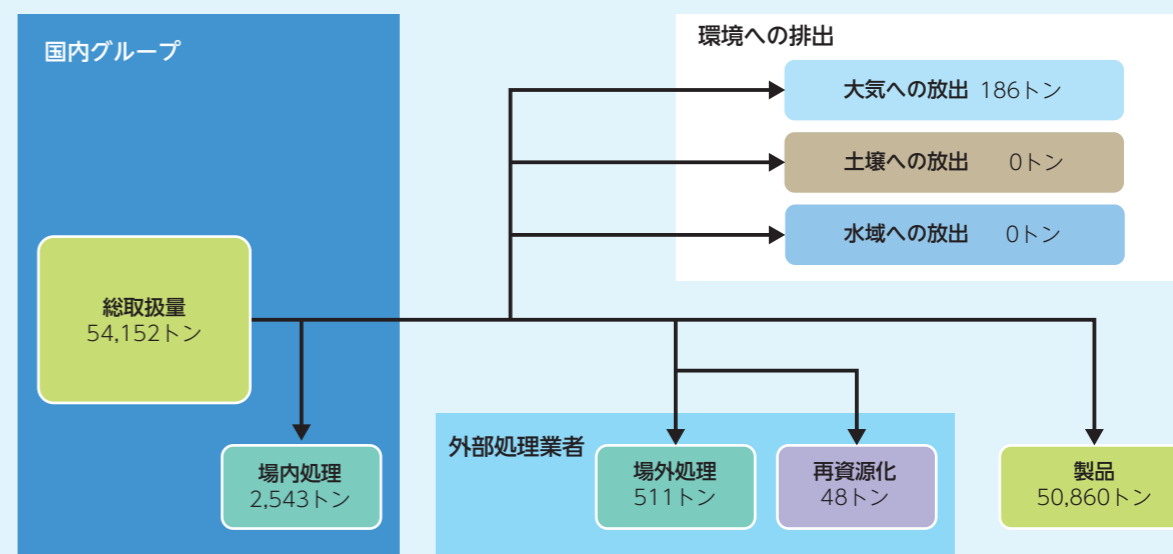 国内グループ
環境への排出
大気への放出 186トン
土壌への放出 0トン
水域への放出 0トン
総取扱量
54,152トン
場内処理
2,543トン
外部処理業者
場外処理
511トン
再資源化
48トン
製品
50,860トン